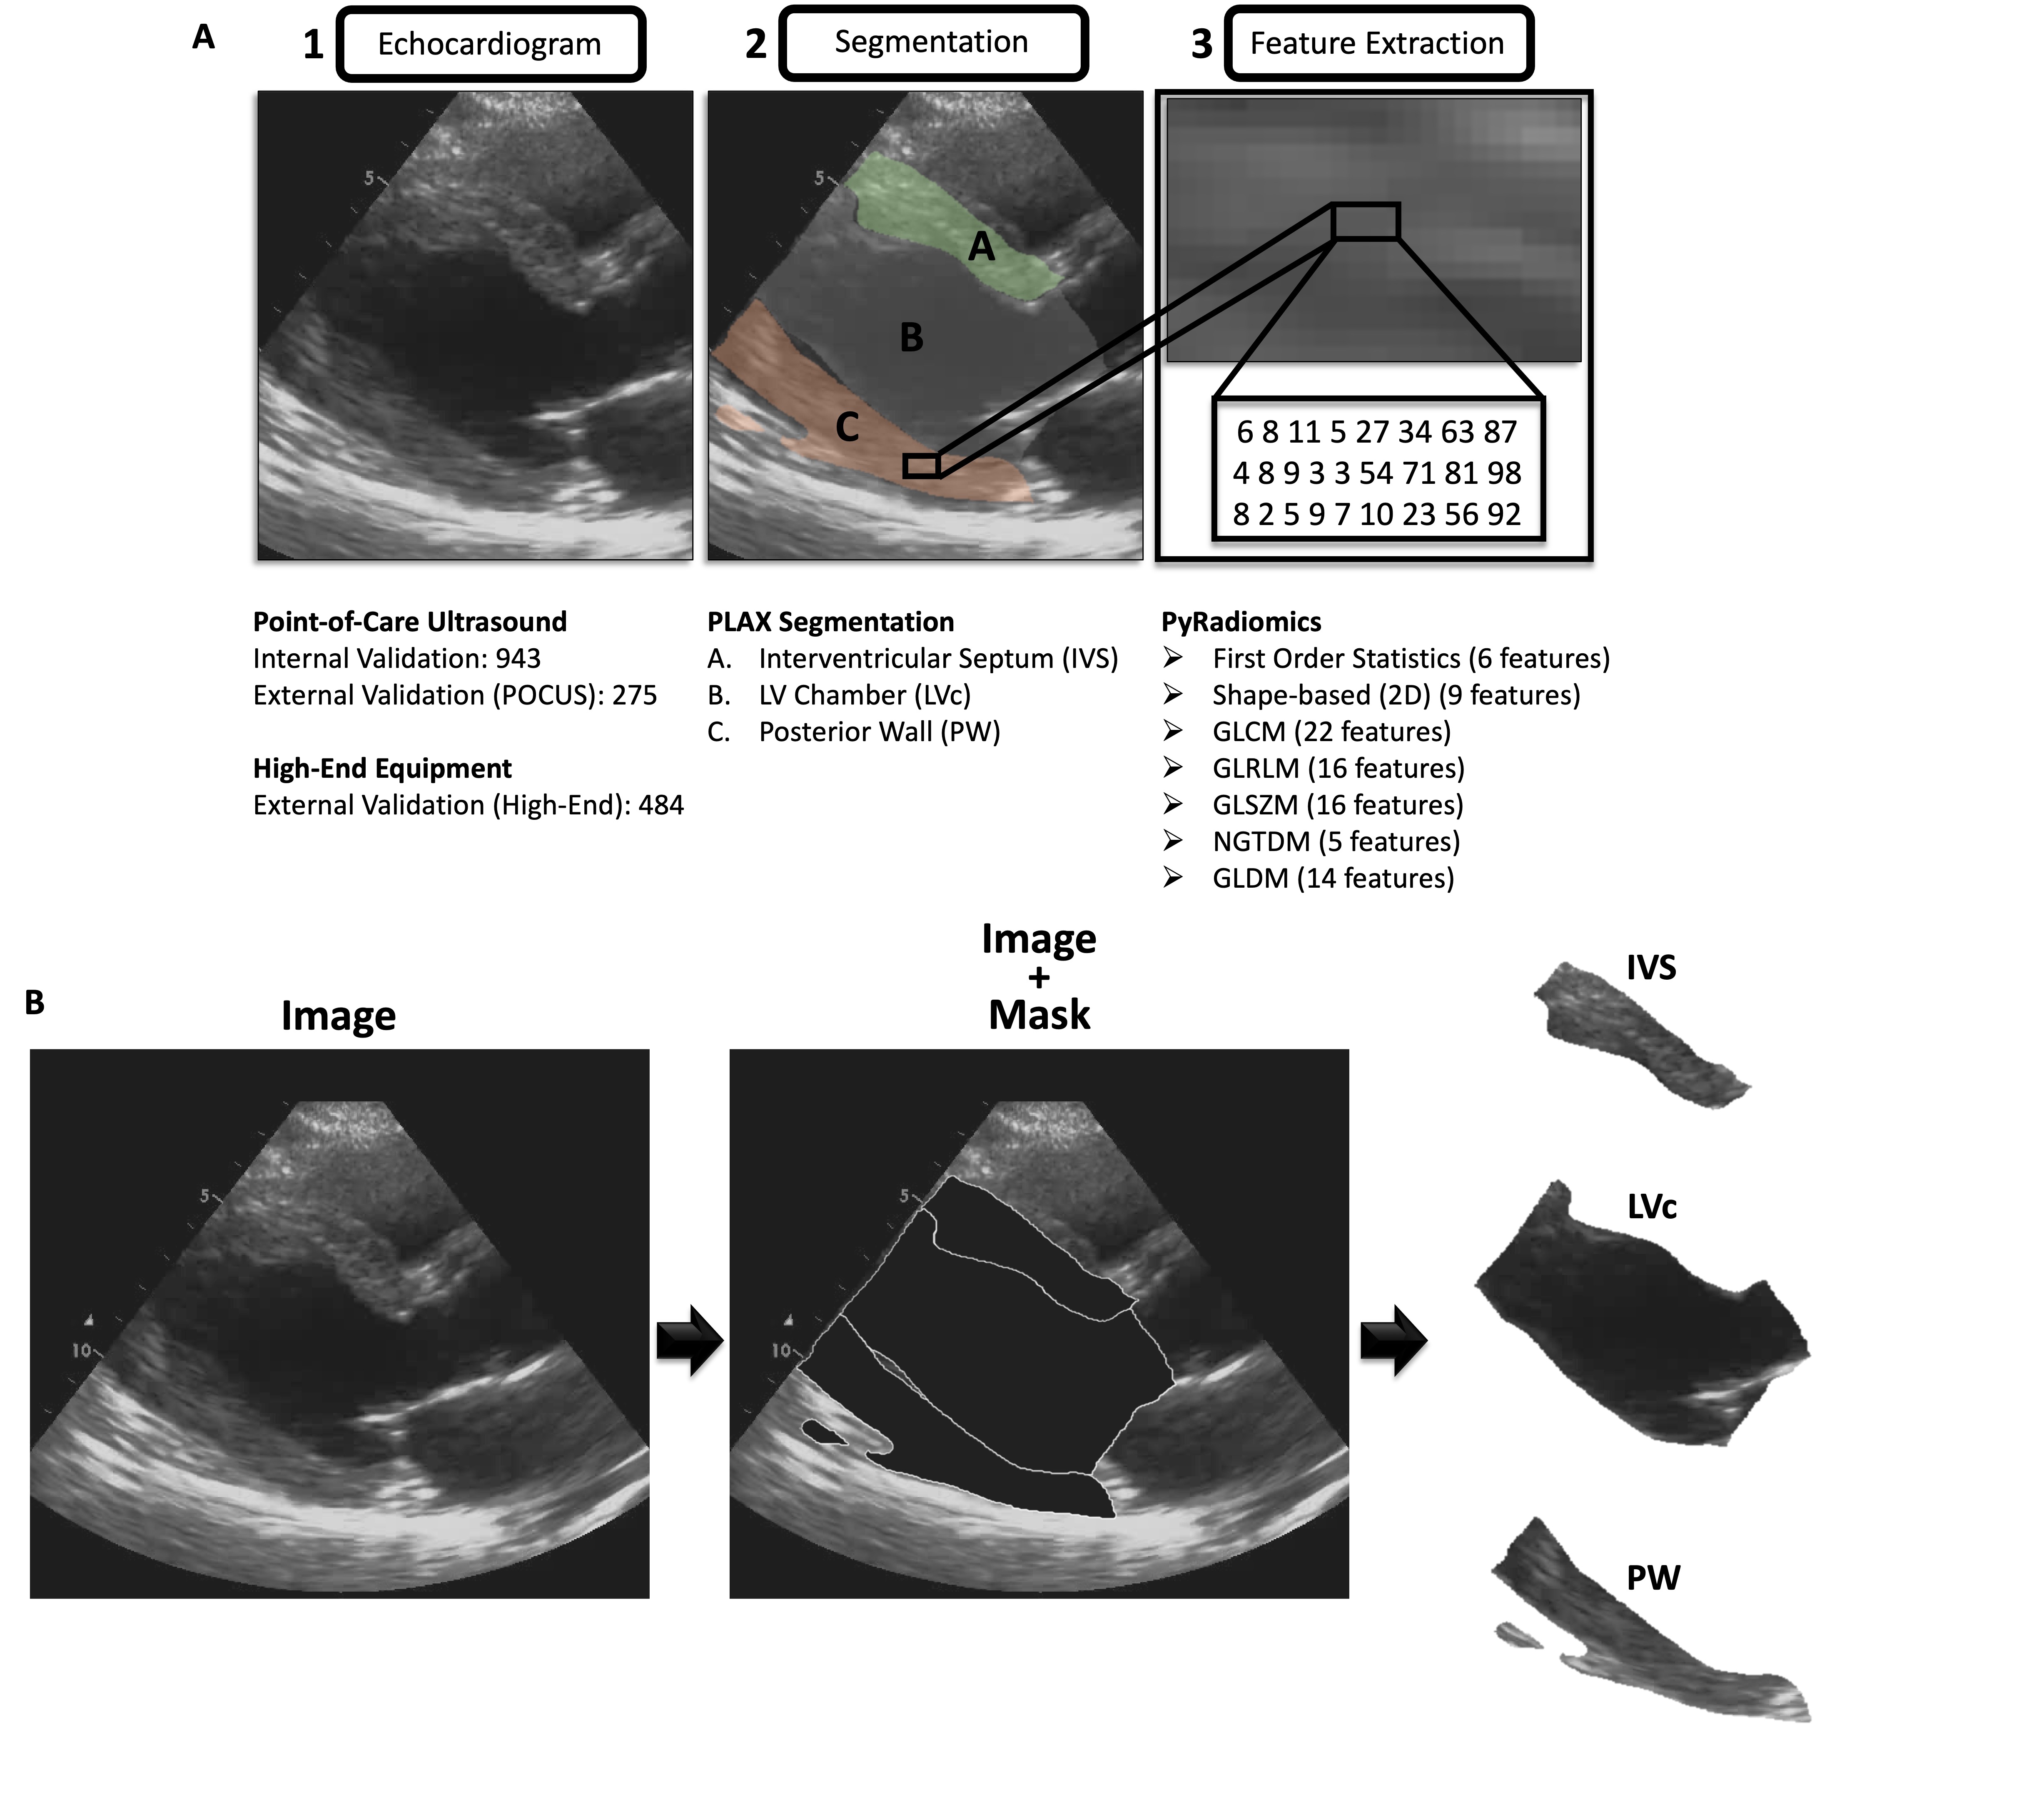 A
1 Echocardiogram
2 Segmentation
3 Feature Extraction
5
5
A
B
C
6 8 11 5 27 34 63 87
4 8 9 3 3 54 71 81 98
8 2 5 9 7 10 23 56 92
Point-of-Care Ultrasound
Internal Validation: 943
External Validation (POCUS): 275
High-End Equipment
External Validation (High-End): 484
PLAX Segmentation
A. Interventricular Septum (IVS)
B. LV Chamber (LVc)
C. Posterior Wall (PW)
PyRadiomics
➢ First Order Statistics (6 features)
➢ Shape-based (2D) (9 features)
➢ GLCM (22 features)
➢ GLRLM (16 features)
➢ GLSZM (16 features)
➢ NGTDM (5 features)
➢ GLDM (14 features)
B
Image
5
10
Image
+
Mask
5
10
IVS
LVc
PW